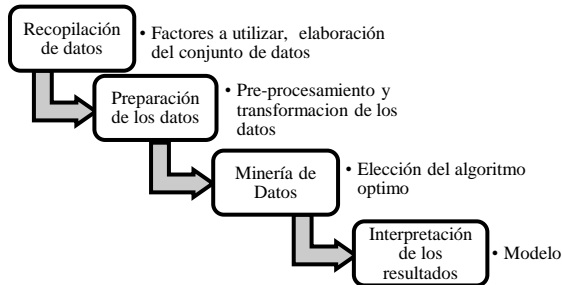 Recopilación
de datos
• Factores a utilizar, elaboración
del conjunto de datos
Preparación
de los datos
• Pre-procesamiento y
transformacion de los
datos
Minería de
Datos
• Elección del algoritmo
optimo
Interpretación
de los
resultados
• Modelo